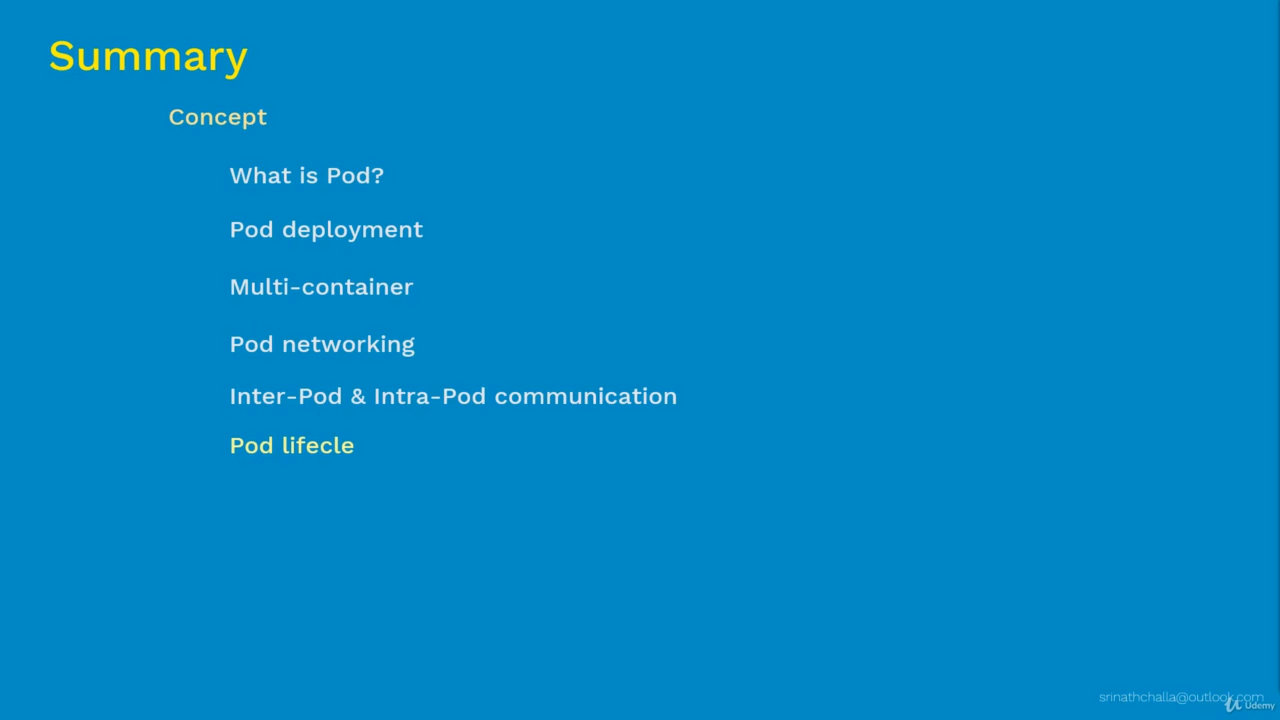 Summary
Concept
What is Pod?
Pod deployment
Multi-container
Pod networking
Inter-Pod & Intra-Pod communication
Pod lifecle
srinathchalla@outlook.com
Udemy